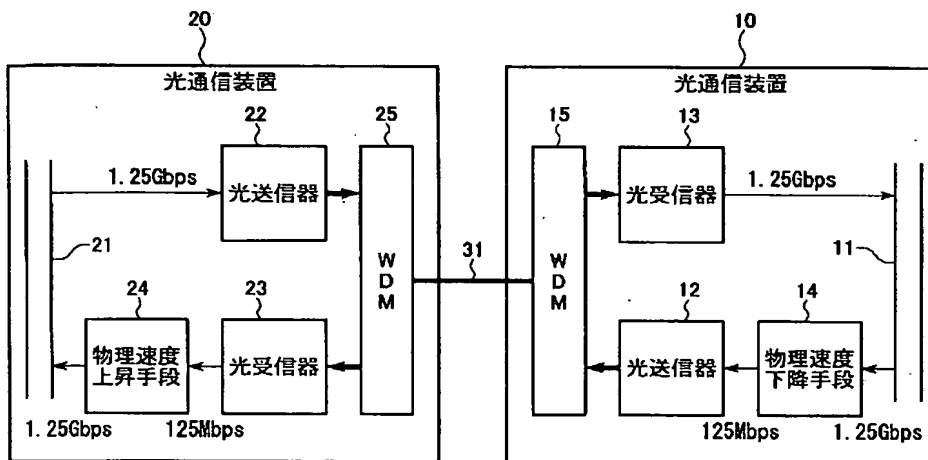 20
10
光通信装置
光通信装置
22
25
15
13
1.25Gbps
光送信器
光受信器
1.25Gbps
21
WDM
31
WDM
11
24
23
12
14
物理速度
上昇手段
光受信器
光送信器
物理速度
下降手段
1.25Gbps
125Mbps
125Mbps
1.25Gbps